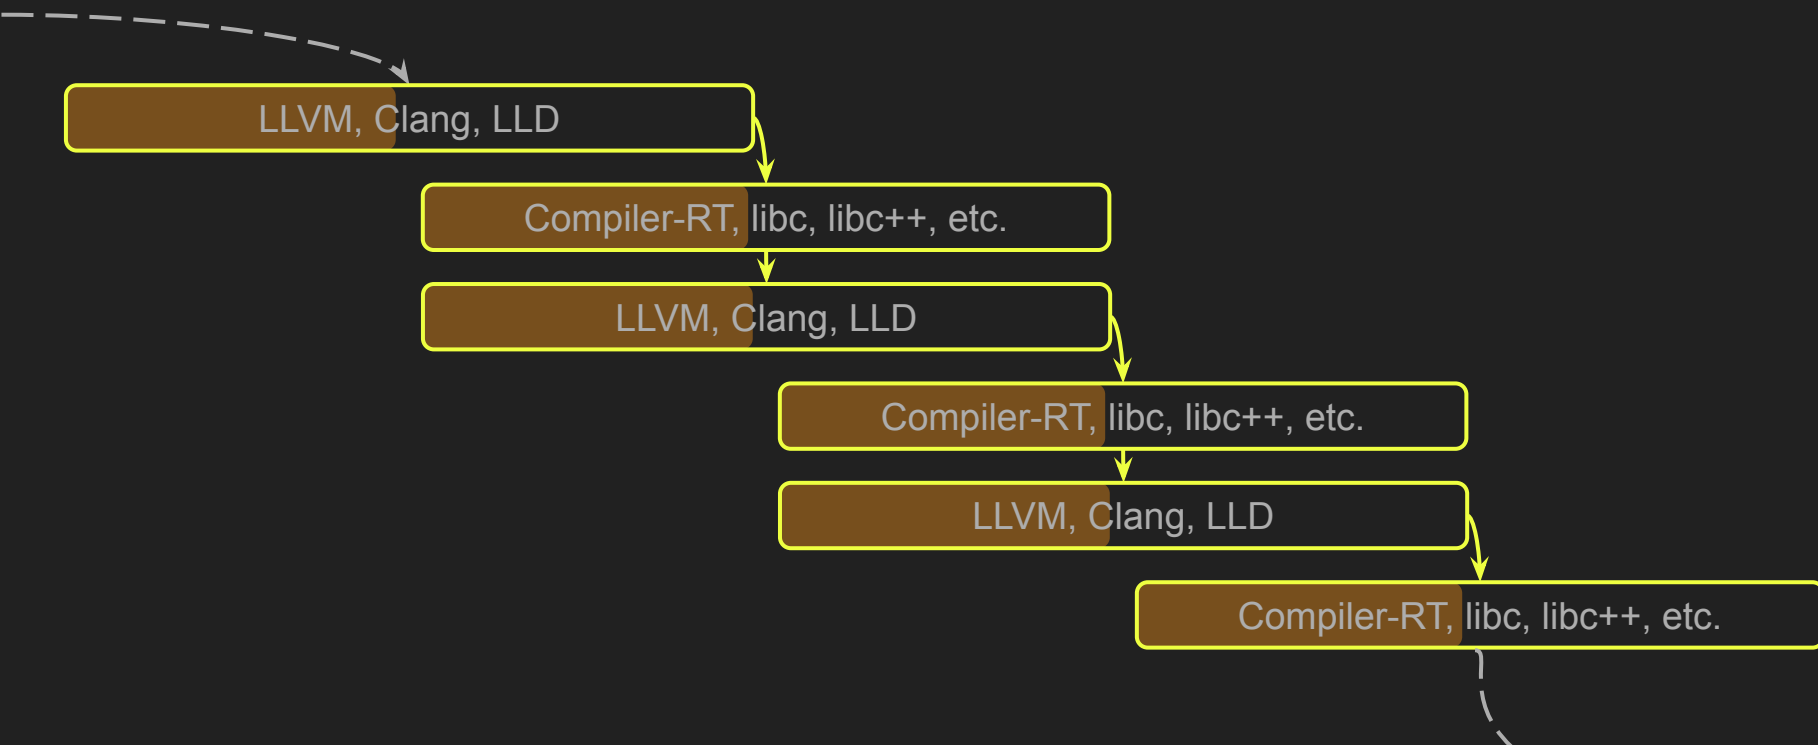 LLVM, Clang, LLD
Compiler-RT, libc, libc++, etc.
LLVM, Clang, LLD
Compiler-RT, libc, libc++, etc.
LLVM, Clang, LLD
Compiler-RT, libc, libc++, etc.